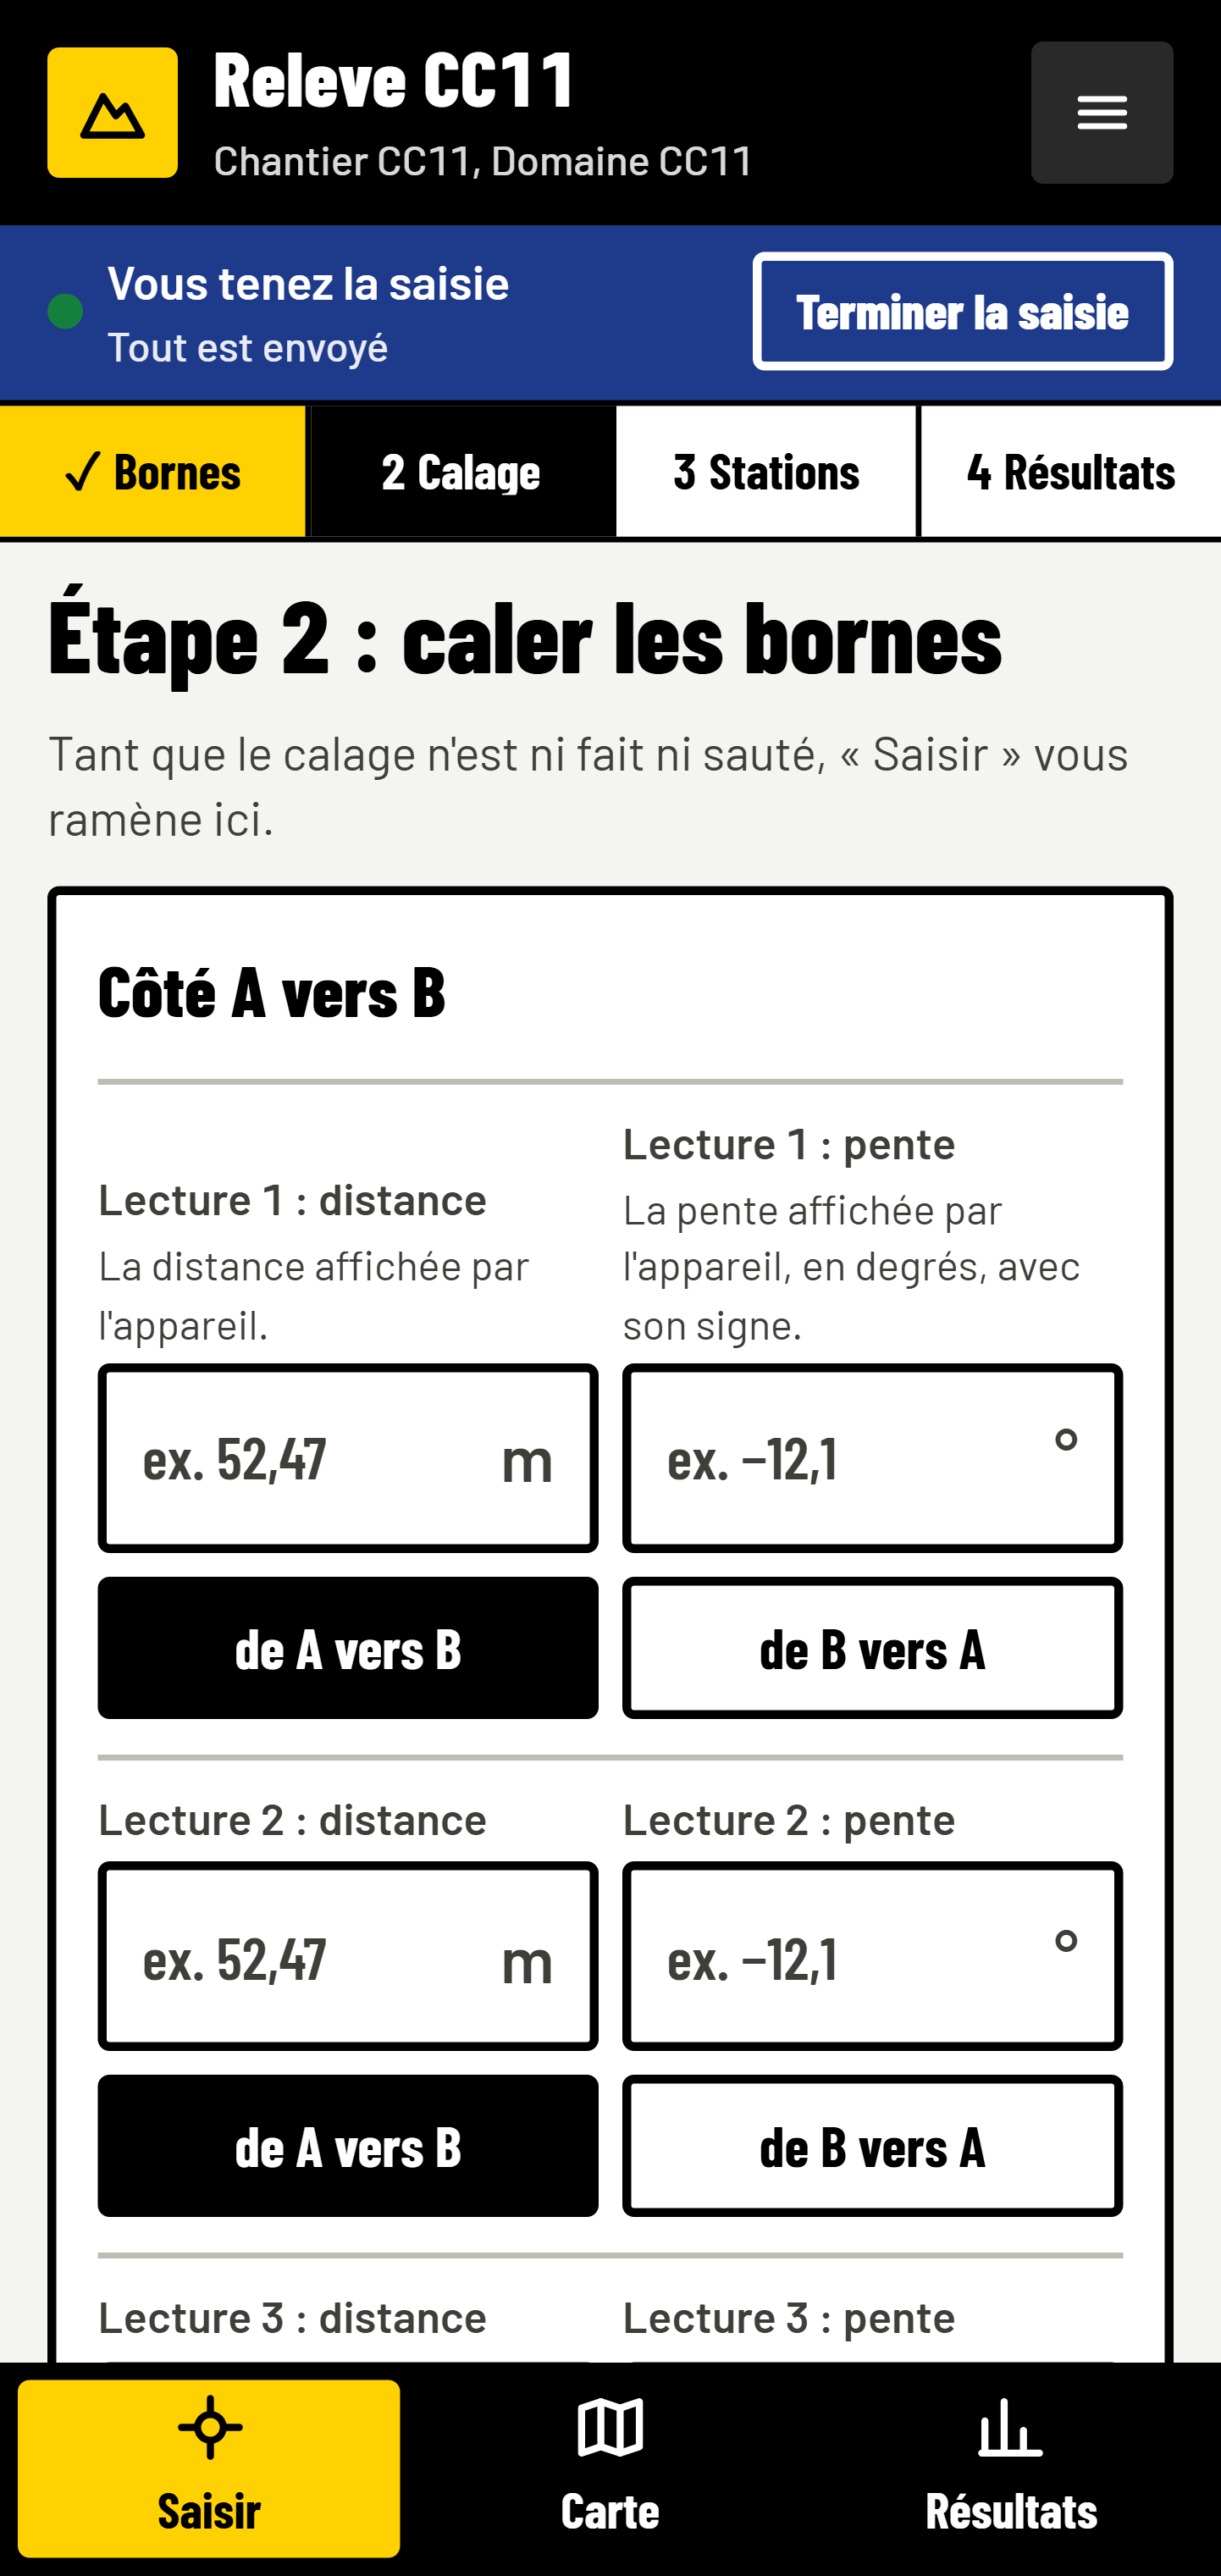 Releve CC11
Chantier CC11, Domaine CC11
Vous tenez la saisie
Tout est envoyé
Terminer la saisie
✓ Bornes
2 Calage
3 Stations
4 Résultats
Étape 2 : caler les bornes
Tant que le calage n'est ni fait ni sauté, « Saisir » vous
ramène ici.
Côté A vers B
Lecture 1 : distance
La distance affichée par
l'appareil.
ex. 52,47 m
Lecture 1 : pente
La pente affichée par
l'appareil, en degrés, avec
son signe.
ex. −12,1 °
de A vers B
de B vers A
Lecture 2 : distance
ex. 52,47 m
Lecture 2 : pente
ex. −12,1 °
de A vers B
de B vers A
Lecture 3 : distance
Lecture 3 : pente
Saisir
Carte
Résultats